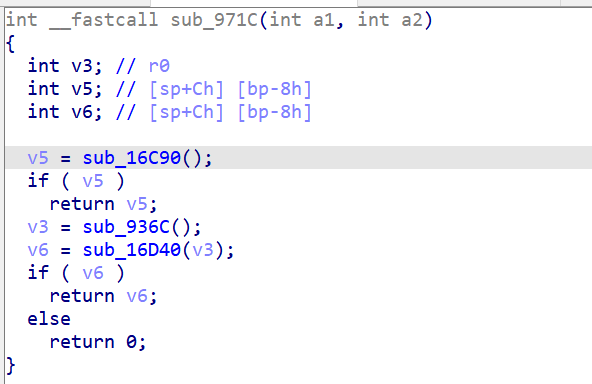 int __fastcall sub_971C(int a1, int a2)
{
  int v3; // r0
  int v5; // [sp+Ch] [bp-8h]
  int v6; // [sp+Ch] [bp-8h]

  v5 = sub_16C90();
  if ( v5 )
    return v5;
  v3 = sub_936C();
  v6 = sub_16D40(v3);
  if ( v6 )
    return v6;
  else
    return 0;
}